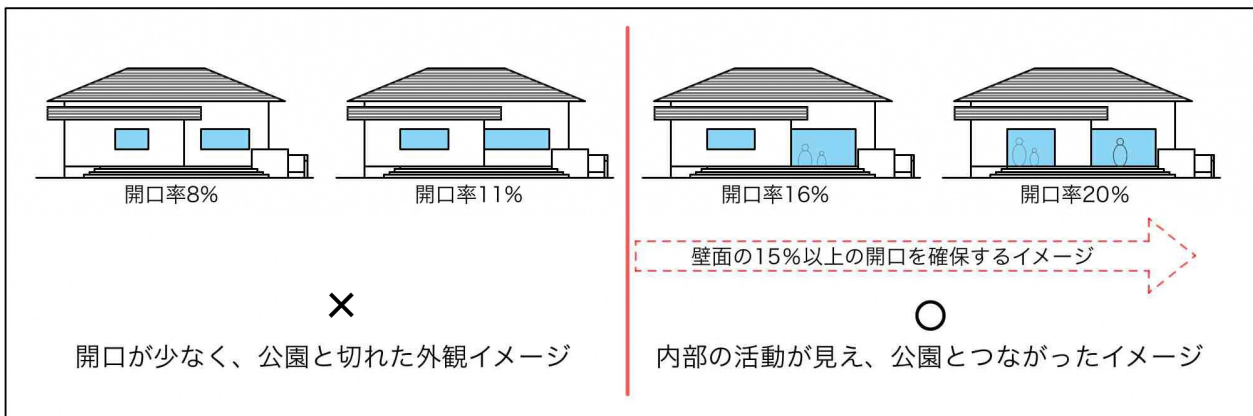 開口率8%
開口率11%
開口率16%
開口率20%
壁面の15%以上の開口を確保するイメージ
×
○
開口が少なく、公園と切れた外観イメージ
内部の活動が見え、公園とつながったイメージ